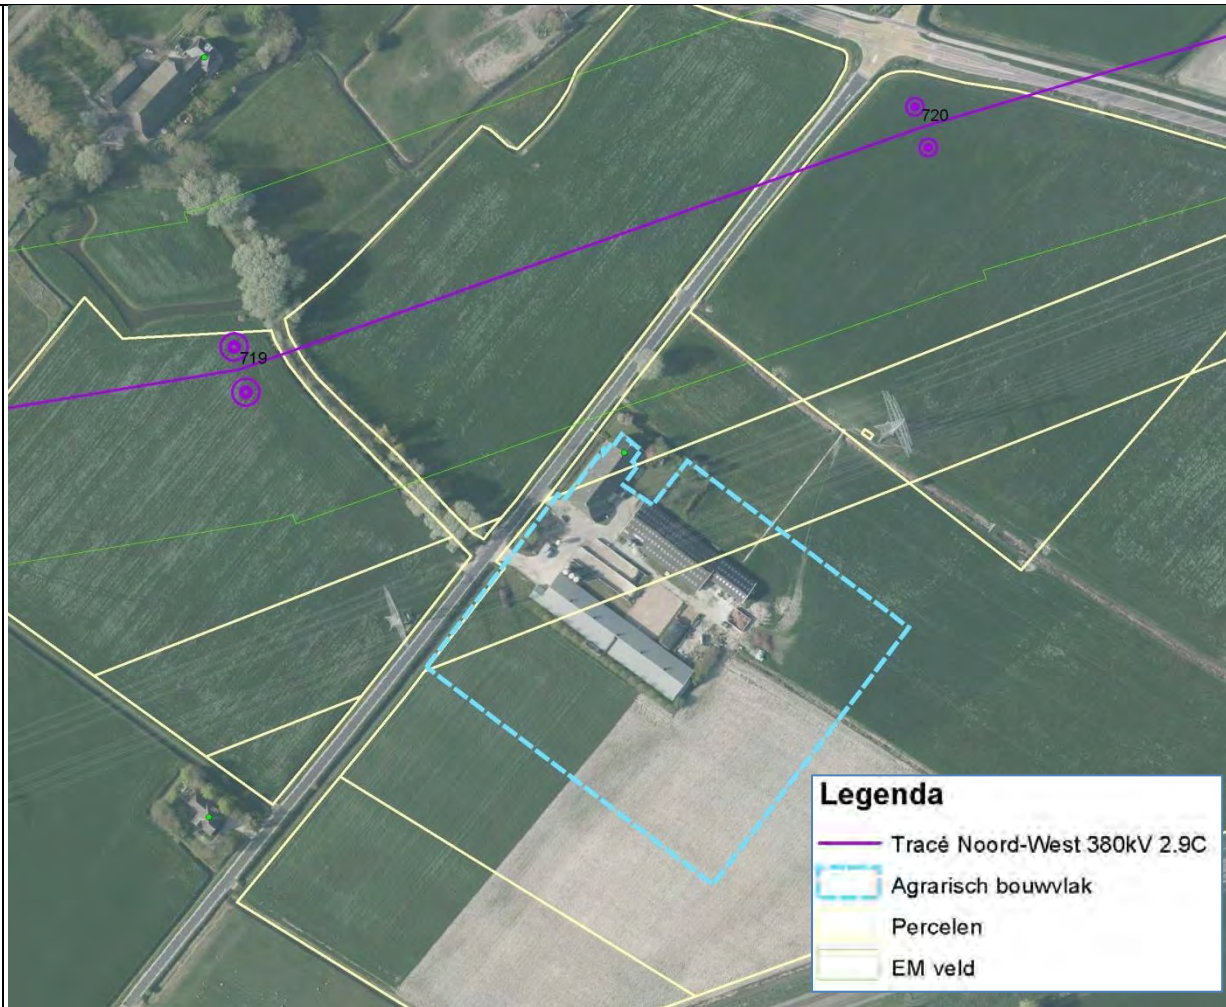 720
719
Legenda
Tracé Noord-West 380kV 2.9C
Agrarisch bouwvlak
Percelen
EM veld